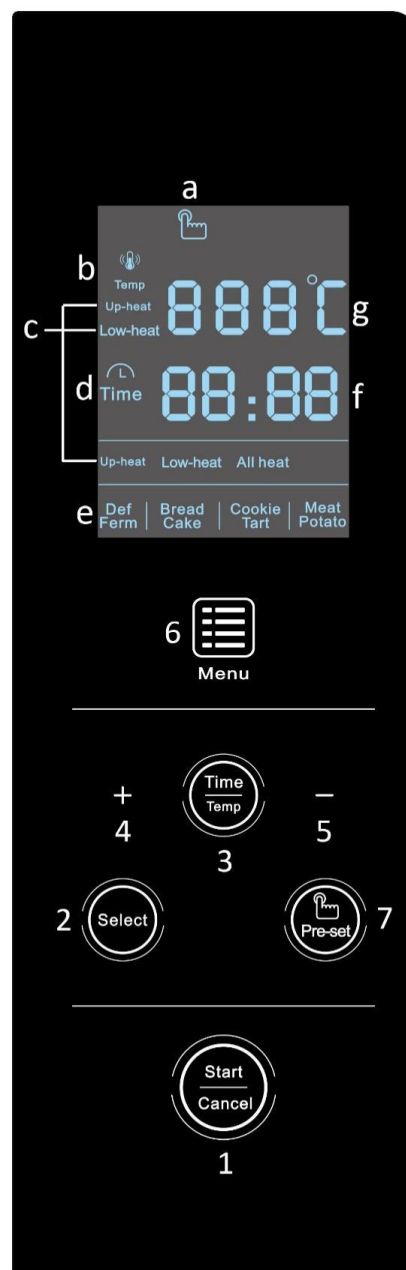 a
b
Temp
Up-heat
c
Low-heat
888°C
g
d
Time
88:88
f
Up-heat Low-heat All heat
e
Def Ferm | Bread Cake | Cookie Tart | Meat Potato
6
Menu
+
4
Time
Temp
3
−
5
2
Select
Pre-set
7
Start
Cancel
1